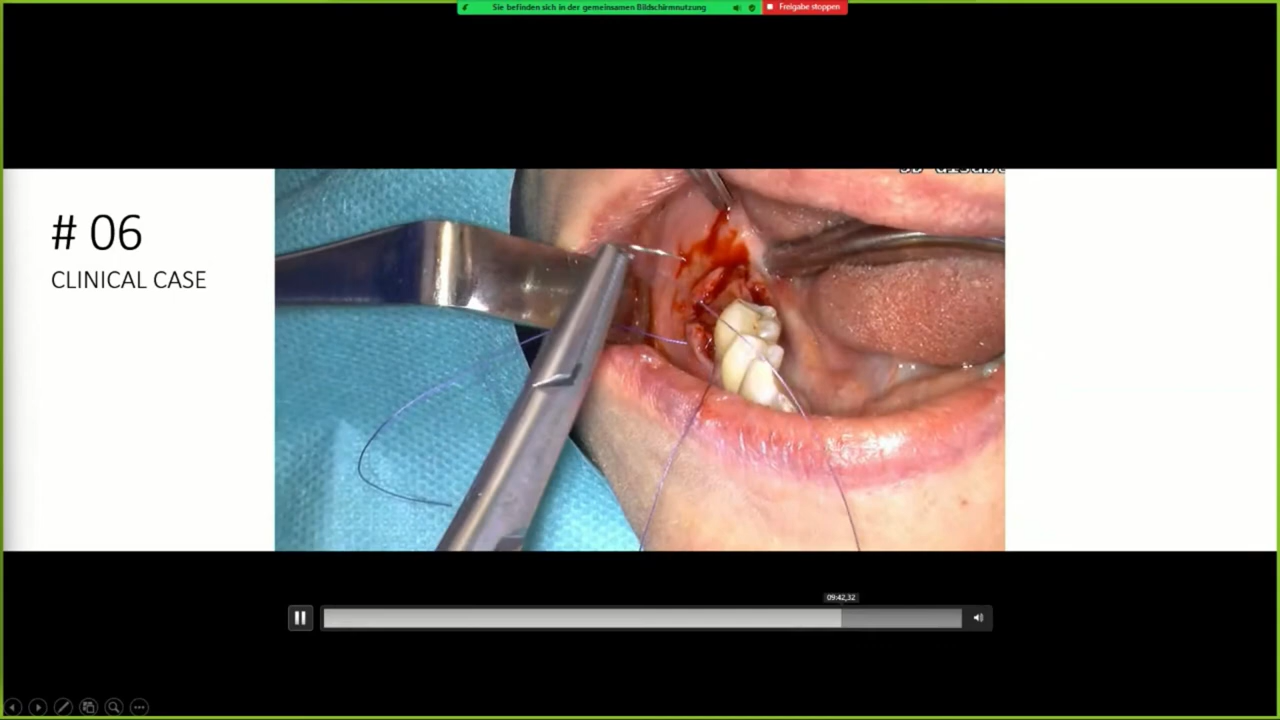 Sie befinden sich in der gemeinsamen Bildschirmnutzung
Freigabe stoppen
# 06
CLINICAL CASE
09:42,32